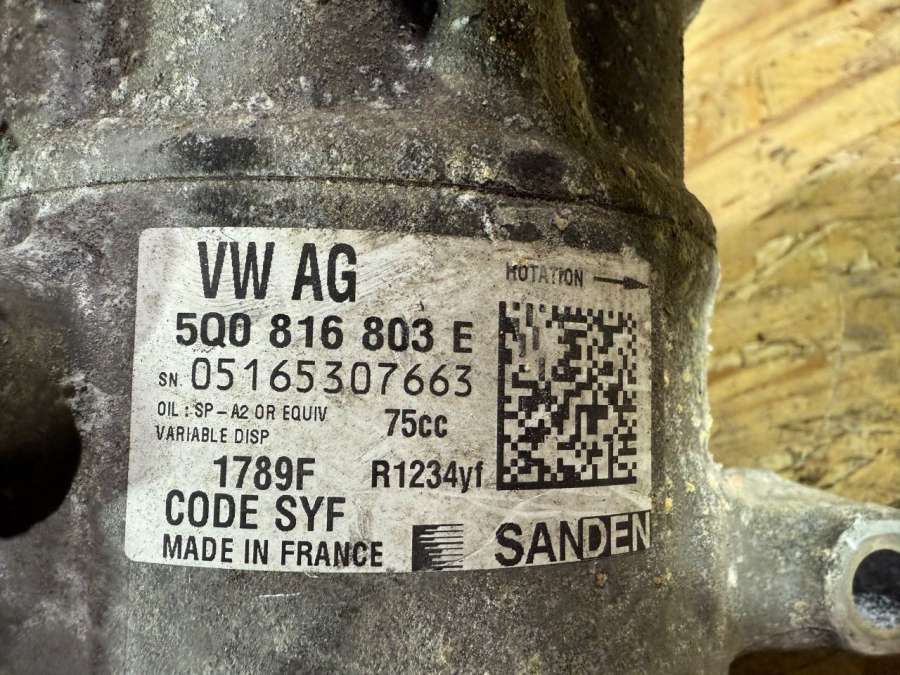 VW AG
ROTATION
5Q0 816 803 E
SN. 05165307663
OIL : SP-A2 OR EQUIV 75cc
VARIABLE DISP
1789F R1234yf
CODE SYF
MADE IN FRANCE SANDEN